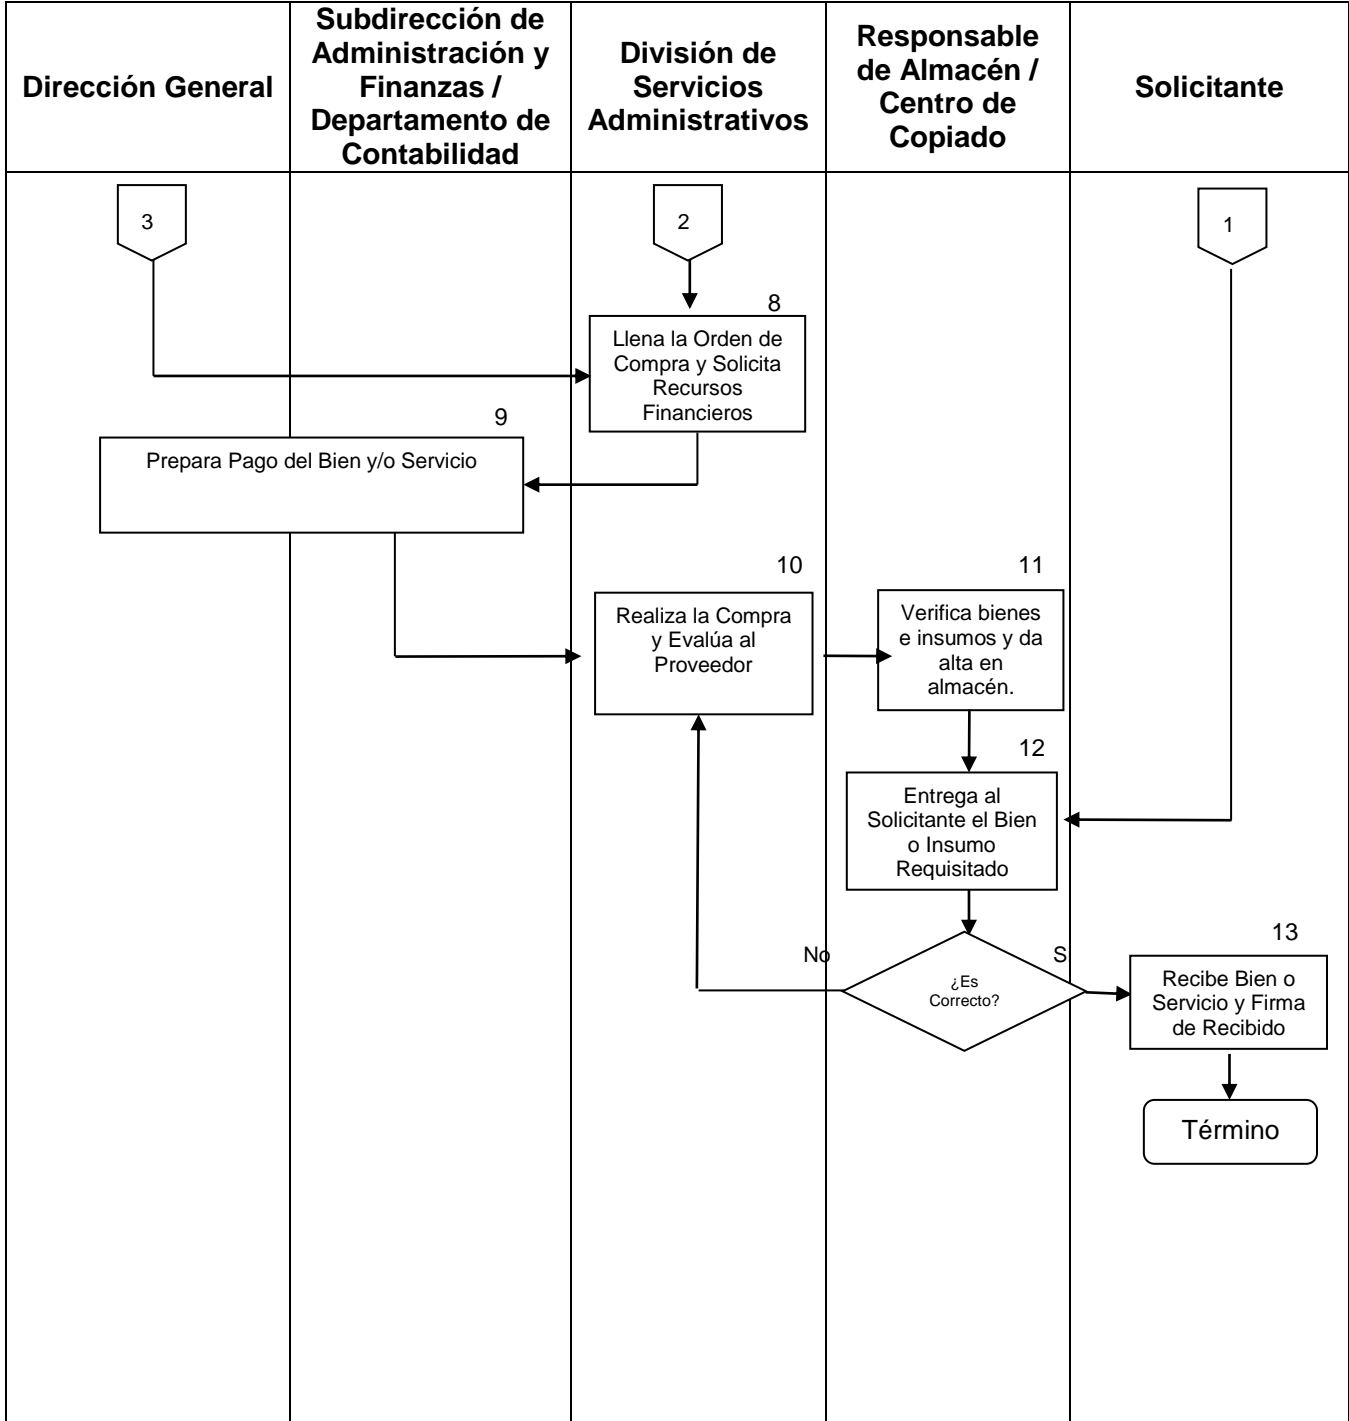 Dirección General
Subdirección de
Administración y
Finanzas /
Departamento de
Contabilidad
División de
Servicios
Administrativos
Responsable
de Almacén /
Centro de
Copiado
Solicitante
3
2
1
8
Llena la Orden de
Compra y Solicita
Recursos
Financieros
9
Prepara Pago del Bien y/o Servicio
10
Realiza la Compra
y Evalúa al
Proveedor
11
Verifica bienes
e insumos y da
alta en
almacén.
12
Entrega al
Solicitante el Bien
o Insumo
Requisitado
No
¿Es
Correcto?
S
13
Recibe Bien o
Servicio y Firma
de Recibido
Término